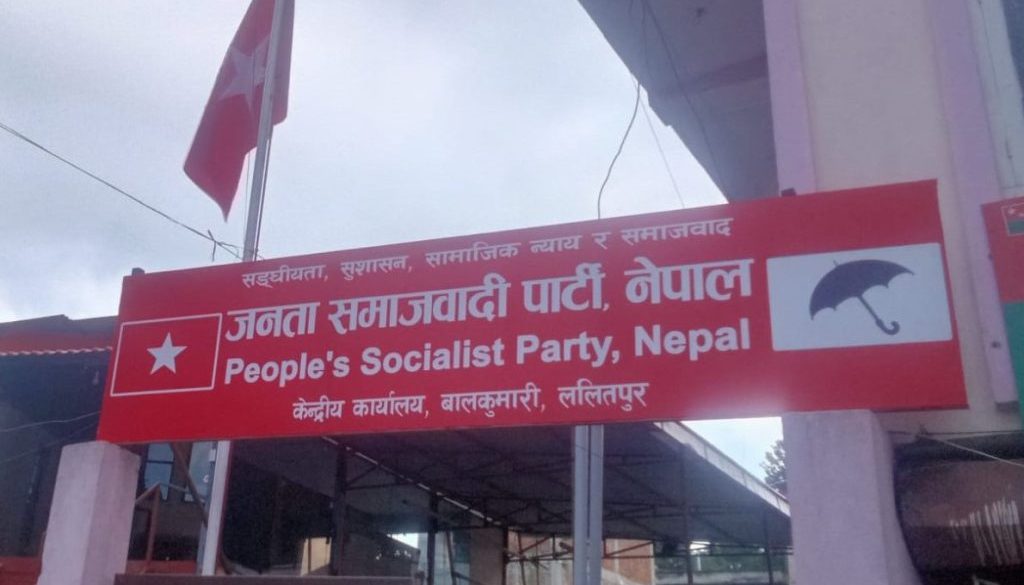 सङ्घीयता, सुशासन, सामाजिक न्याय र समाजवाद
जनता समाजवादी पार्टी, नेपाल
People's Socialist Party, Nepal
केन्द्रीय कार्यालय, बालकुमारी, ललितपुर